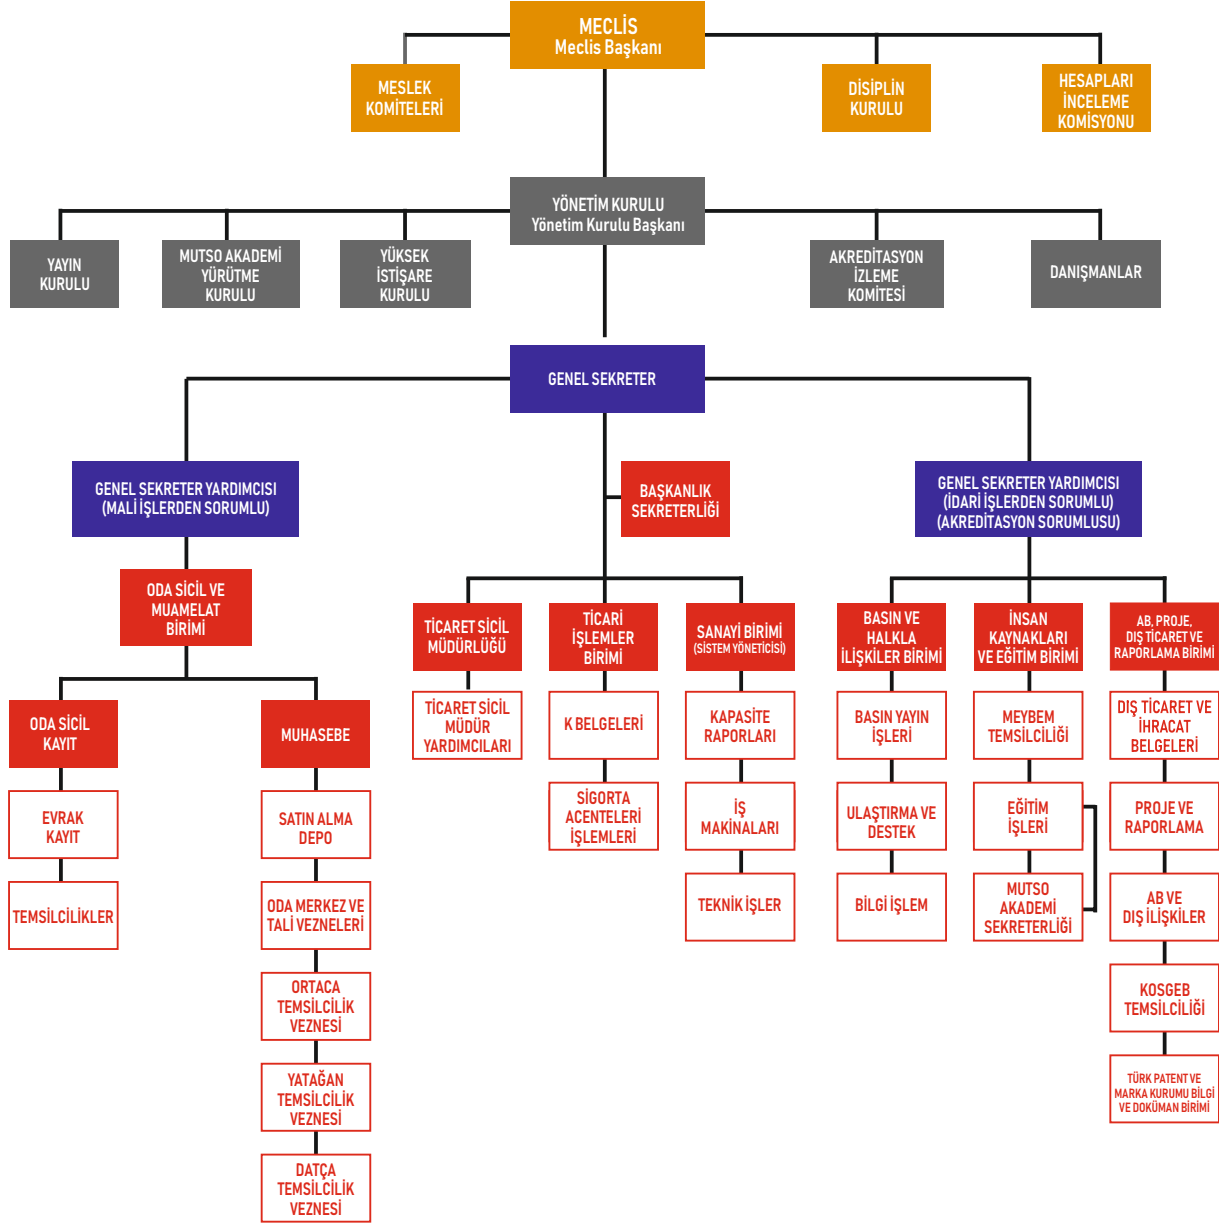 MECLİS
Meclis Başkanı
MESLEK
KOMİTELERİ
DİSİPLİN
KURULU
HESAPLARI
İNCELEME
KOMİSYONU
YÖNETİM KURULU
Yönetim Kurulu Başkanı
YAYIN
KURULU
MUTSO AKADEMİ
YÜRÜTME
KURULU
YÜKSEK
İSTİŞARE
KURULU
AKREDİTASYON
İZLEME
KOMİTESİ
DANIŞMANLAR
GENEL SEKRETER
GENEL SEKRETER YARDIMCISI
(MALİ İŞLERDEN SORUMLU)
BAŞKANLIK
SEKRETERLİĞİ
GENEL SEKRETER YARDIMCISI
(İDARİ İŞLERDEN SORUMLU)
(AKREDİTASYON SORUMLUSU)
ODA SİCİL VE
MUAMELAT
BİRİMİ
TİCARET SİCİL
MÜDÜRLÜĞÜ
TİCARİ
İŞLEMLER
BİRİMİ
SANAYİ BİRİMİ
(SİSTEM YÖNETİCİSİ)
BASIN VE
HALKLA
İLİŞKİLER BİRİMİ
İNSAN
KAYNAKLARI
VE EĞİTİM BİRİMİ
AB, PROJE,
DIŞ TİCARET VE
RAPORLAMA BİRİMİ
ODA SİCİL
KAYIT
MUHASEBE
TİCARET SİCİL
MÜDÜR
YARDIMCILARI
K BELGELERİ
KAPASİTE
RAPORLARI
BASIN YAYIN
İŞLERİ
MEYBEM
TEMSİLCİLİĞİ
DIŞ TİCARET VE
İHRACAT
BELGELERİ
EVRAK
KAYIT
SATIN ALMA
DEPO
SİGORTA
ACENTELERİ
İŞLEMLERİ
İŞ
MAKİNALARI
ULAŞTIRMA VE
DESTEK
EĞİTİM
İŞLERİ
PROJE VE
RAPORLAMA
TEMSİLCİLİKLER
ODA MERKEZ VE
TALİ VEZNELERİ
TEKNİK İŞLER
BİLGİ İŞLEM
MUTSO
AKADEMİ
SEKRETERLİĞİ
AB VE
DIŞ İLİŞKİLER
ORTACA
TEMSİLCİLİK
VEZNESİ
KOSGEB
TEMSİLCİLİĞİ
YATAĞAN
TEMSİLCİLİK
VEZNESİ
TÜRK PATENT VE
MARKA KURUMU BİLGİ
VE DOKÜMAN BİRİMİ
DATÇA
TEMSİLCİLİK
VEZNESİ